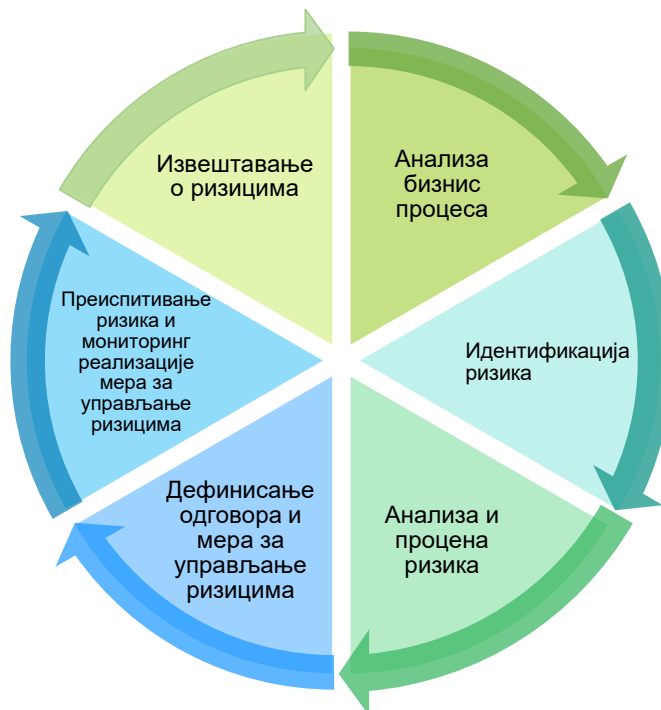 Анализа
бизнис
процеса
Идентификација
ризика
Анализа и
процена
ризика
Дефинисање
одговора и
мера за
управљање
ризицима
Преиспитивање
ризика и
мониторинг
реализације
мера за
управљање
ризицима
Извештавање
о ризицима